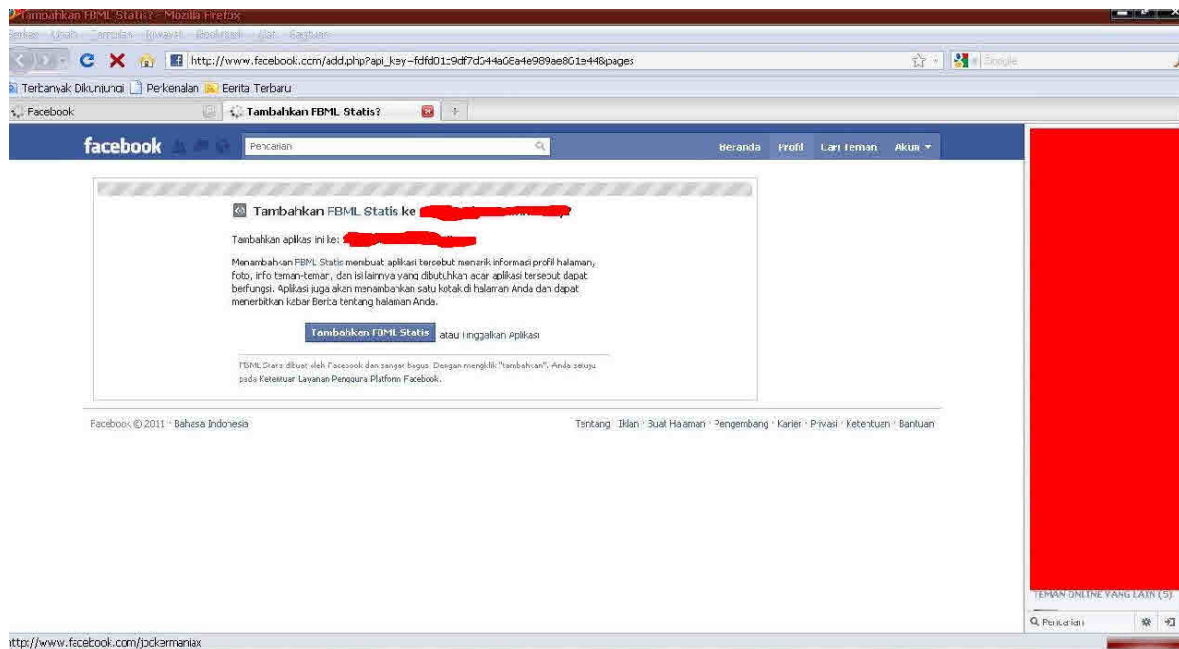 Tambahkan FBML Statis? - Mozilla Firefox
http://www.facebook.com/add.php?api_key=
&pages
Google
Terbanyak Dikunjungi Perkenalan Berita Terbaru
Facebook
Tambahkan FBML Statis?
facebook
Pencarian
Beranda Profil Cari Teman Akun
Tambahkan FBML Statis ke
Tambahkan aplikasi ini ke:
Menambahkan FBML Statis membuat aplikasi tersebut menarik informasi profil halaman,
foto, info teman-teman, dan isi lainnya yang dibutuhkan agar aplikasi tersebut dapat
berfungsi. Aplikasi juga akan menambahkan satu kotak di halaman Anda dan dapat
menerbitkan kabar Berita tentang halaman Anda.
Tambahkan FBML Statis atau Tinggalkan Aplikasi
FBML Statis dibuat oleh Facebook dan sangat bagus. Dengan mengklik "tambahkan", Anda setuju
pada Ketentuan Layanan Pengguna Platform Facebook.
Facebook © 2011 · Bahasa Indonesia
Tentang · Iklan · Buat Halaman · Pengembang · Karier · Privasi · Ketentuan · Bantuan
TEMAN ONLINE YANG LAIN (5)
Pencarian
http://www.facebook.com/jockermaniax